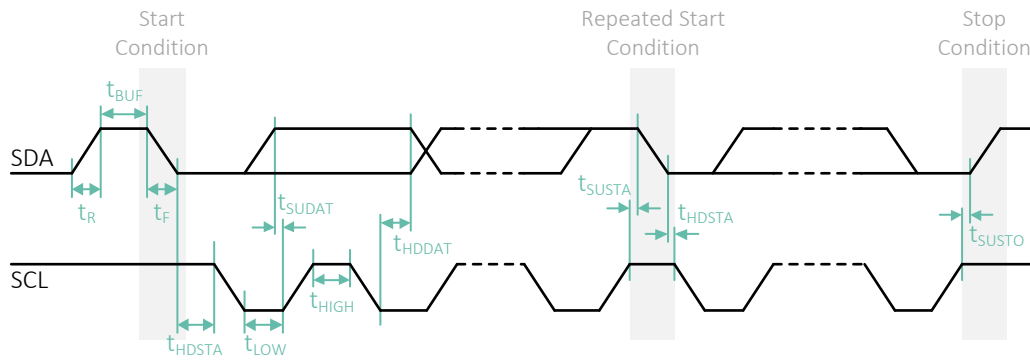 Start
Condition
Repeated Start
Condition
Stop
Condition
tBUF
SDA
tR
tF
tSUDAT
tHDDAT
tSUSTA
tHDSTA
tSUSTO
SCL
tHIGH
tHDSTA
tLOW